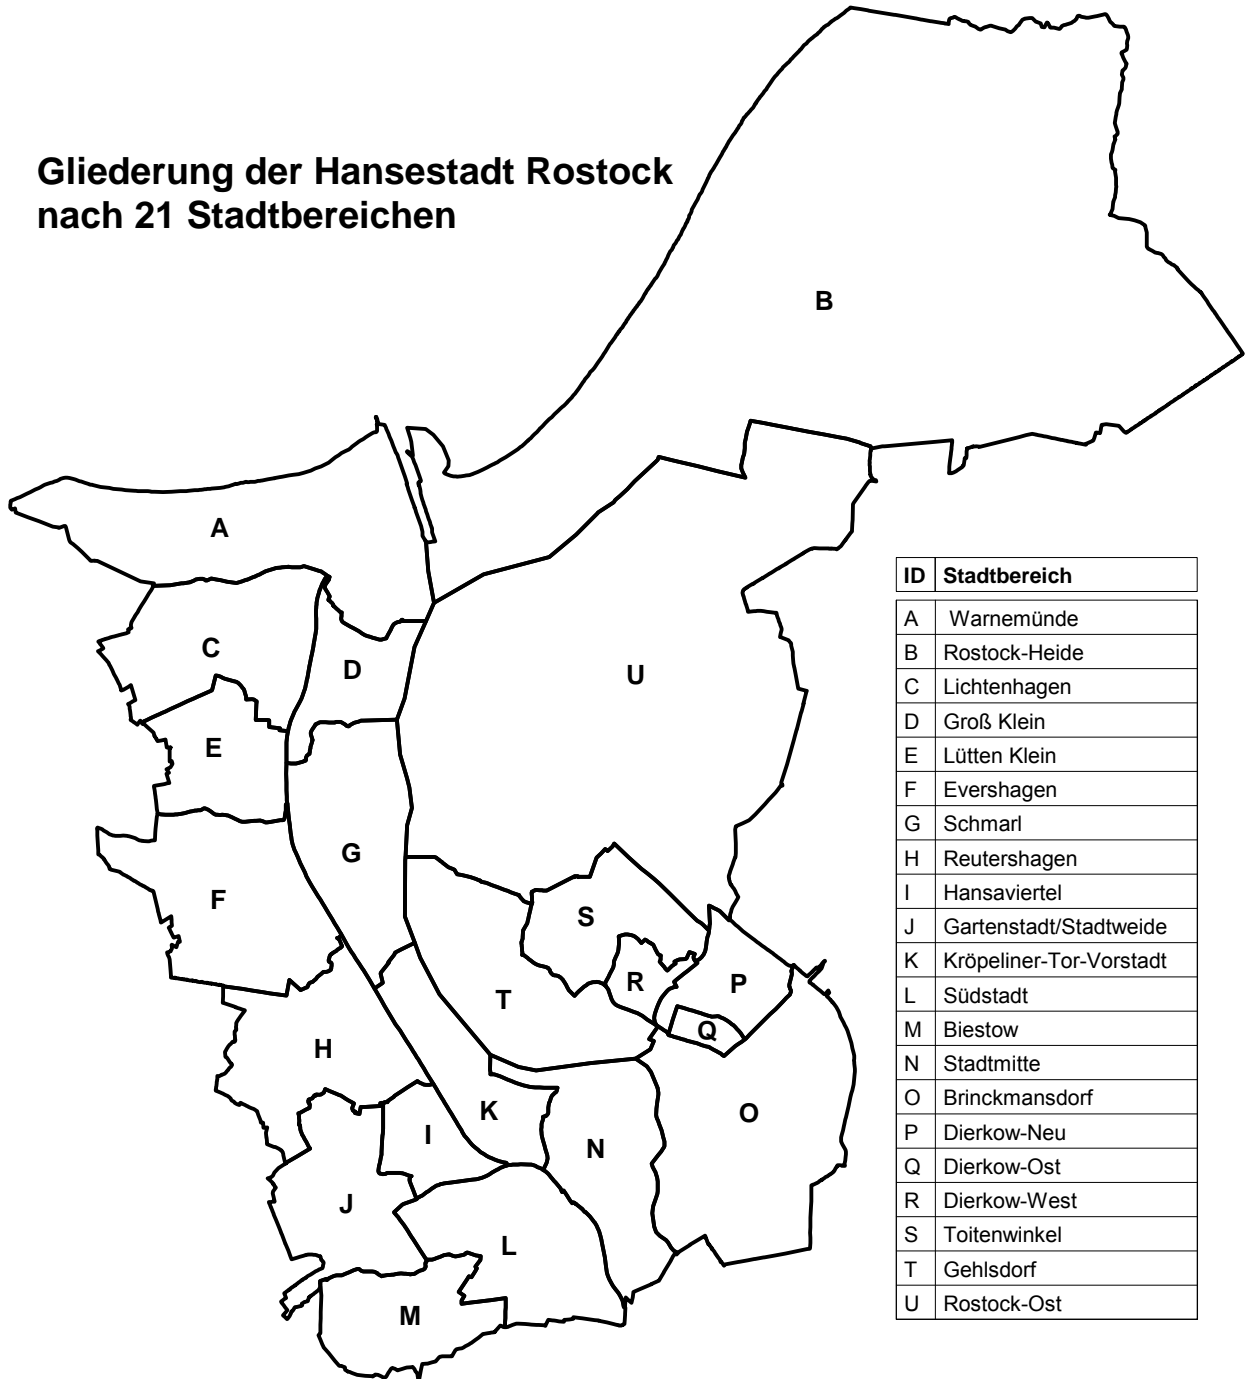 Gliederung der Hansestadt Rostock
nach 21 Stadtbereichen
B
A
C
D
U
E
G
F
S
R
P
T
Q
H
K
O
I
N
J
L
M
ID Stadtbereich
A Warnemünde
B Rostock-Heide
C Lichtenhagen
D Groß Klein
E Lütten Klein
F Evershagen
G Schmarl
H Reutershagen
I Hansaviertel
J Gartenstadt/Stadtweide
K Kröpeliner-Tor-Vorstadt
L Südstadt
M Biestow
N Stadtmitte
O Brinckmansdorf
P Dierkow-Neu
Q Dierkow-Ost
R Dierkow-West
S Toitenwinkel
T Gehlsdorf
U Rostock-Ost